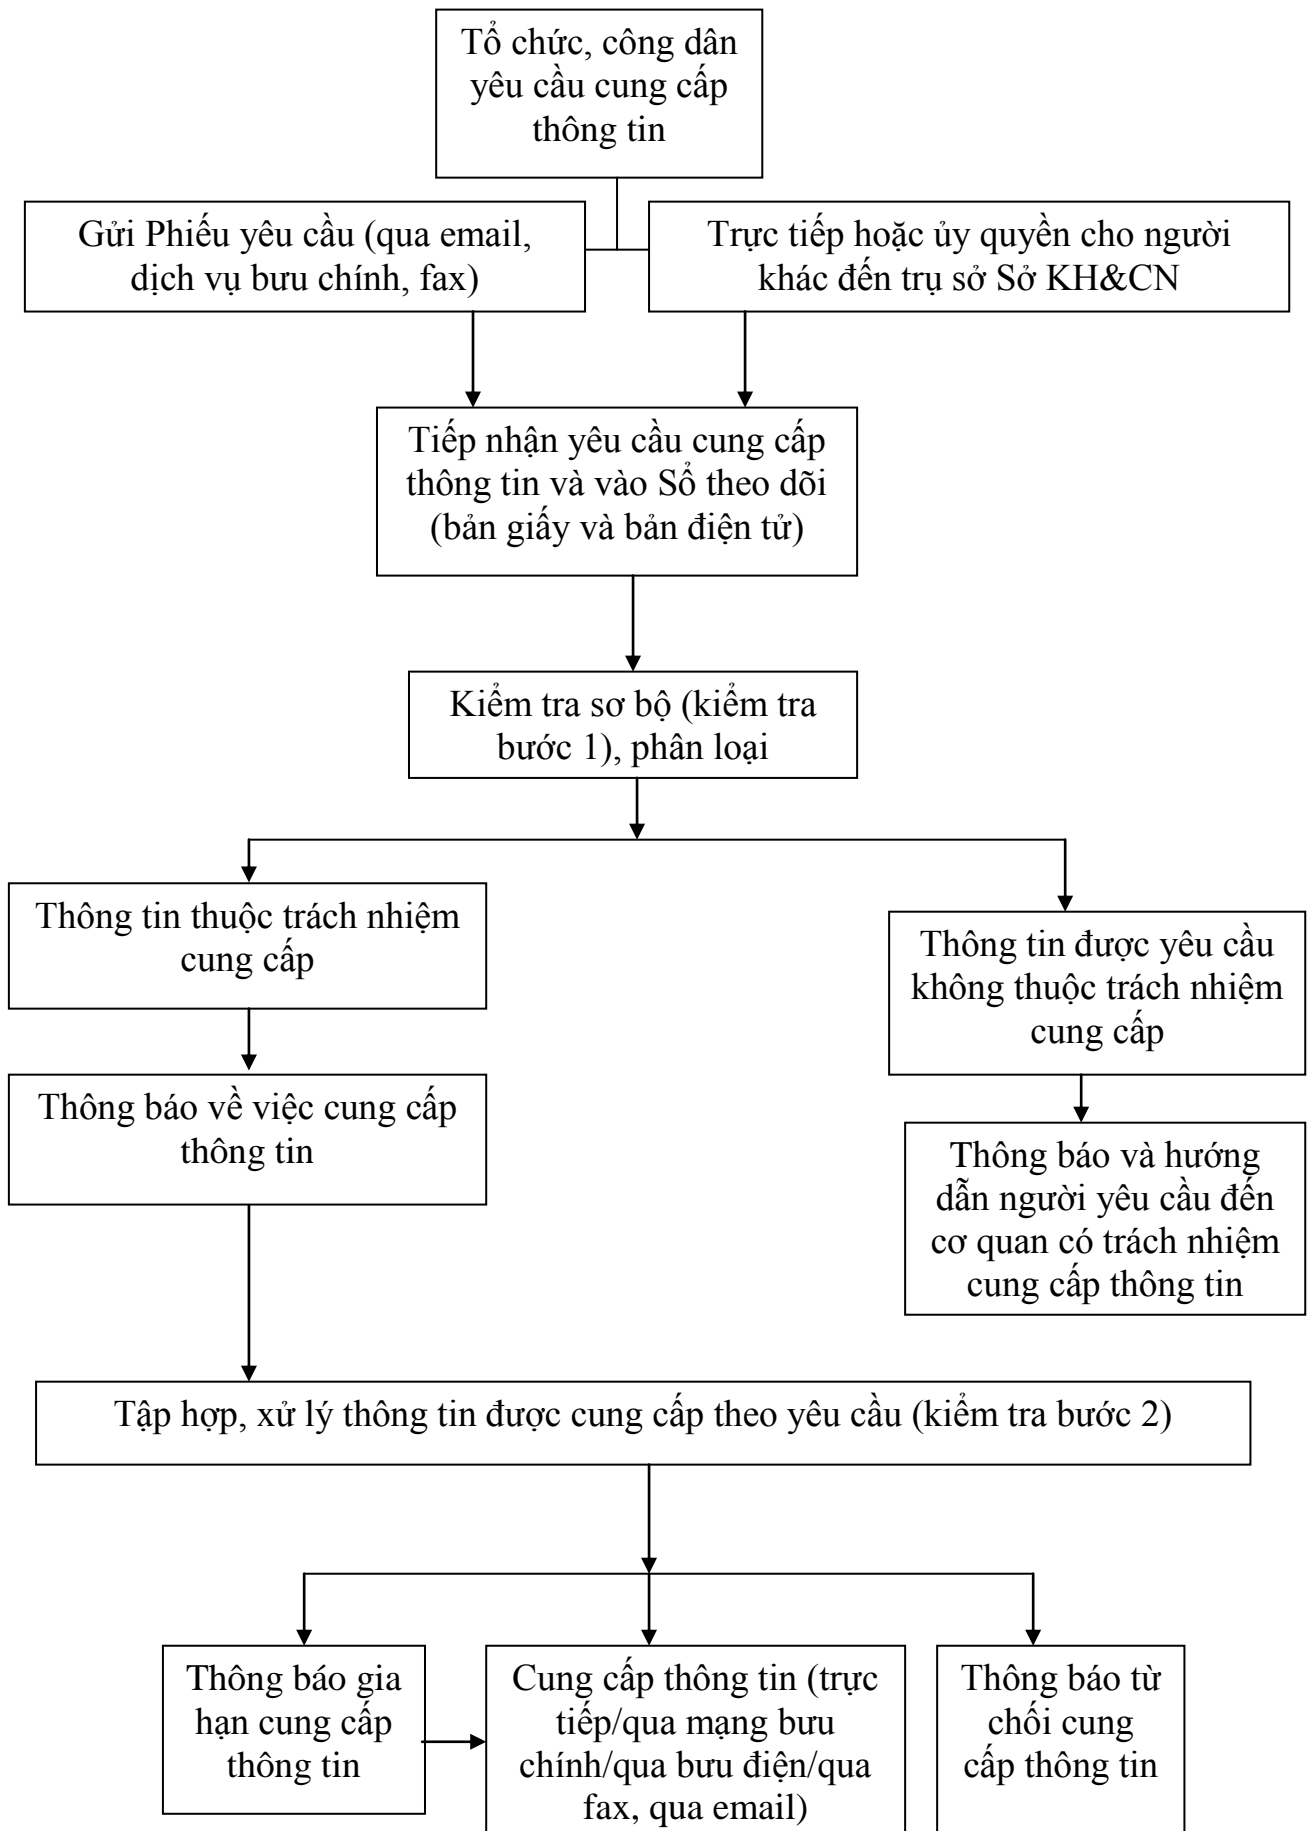 Tổ chức, công dân
yêu cầu cung cấp
thông tin
Gửi Phiếu yêu cầu (qua email,
dịch vụ bưu chính, fax)
Trực tiếp hoặc ủy quyền cho người
khác đến trụ sở Sở KH&CN
Tiếp nhận yêu cầu cung cấp
thông tin và vào Sổ theo dõi
(bản giấy và bản điện tử)
Kiểm tra sơ bộ (kiểm tra
bước 1), phân loại
Thông tin thuộc trách nhiệm
cung cấp
Thông tin được yêu cầu
không thuộc trách nhiệm
cung cấp
Thông báo về việc cung cấp
thông tin
Thông báo và hướng
dẫn người yêu cầu đến
cơ quan có trách nhiệm
cung cấp thông tin
Tập hợp, xử lý thông tin được cung cấp theo yêu cầu (kiểm tra bước 2)
Thông báo gia
hạn cung cấp
thông tin
Cung cấp thông tin (trực
tiếp/qua mạng bưu
chính/qua bưu điện/qua
fax, qua email)
Thông báo từ
chối cung
cấp thông tin